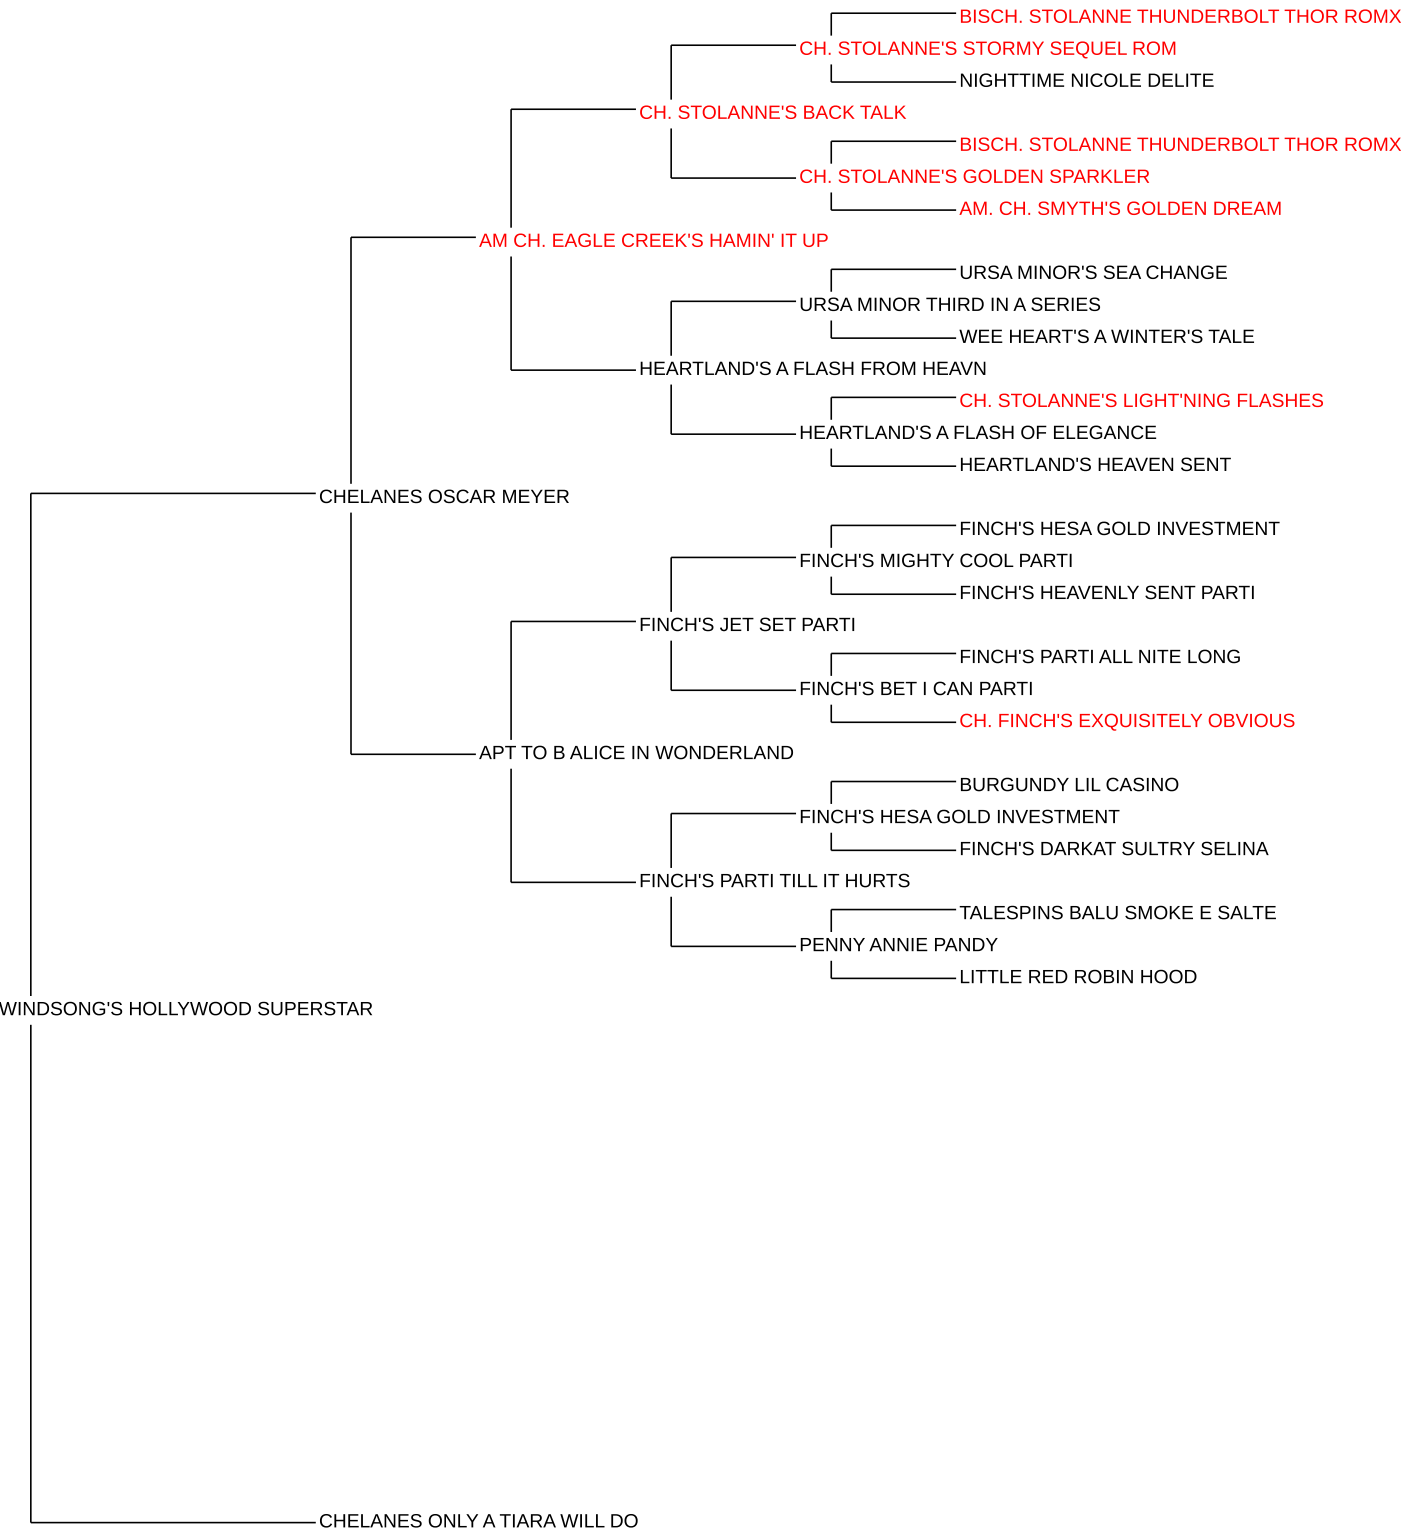 BISCH. STOLANNE THUNDERBOLT THOR ROMX
CH. STOLANNE'S STORMY SEQUEL ROM
NIGHTTIME NICOLE DELITE
CH. STOLANNE'S BACK TALK
BISCH. STOLANNE THUNDERBOLT THOR ROMX
CH. STOLANNE'S GOLDEN SPARKLER
AM. CH. SMYTH'S GOLDEN DREAM
AM CH. EAGLE CREEK'S HAMIN' IT UP
URSA MINOR'S SEA CHANGE
URSA MINOR THIRD IN A SERIES
WEE HEART'S A WINTER'S TALE
HEARTLAND'S A FLASH FROM HEAVN
CH. STOLANNE'S LIGHT'NING FLASHES
HEARTLAND'S A FLASH OF ELEGANCE
HEARTLAND'S HEAVEN SENT
CHELANES OSCAR MEYER
FINCH'S HESA GOLD INVESTMENT
FINCH'S MIGHTY COOL PARTI
FINCH'S HEAVENLY SENT PARTI
FINCH'S JET SET PARTI
FINCH'S PARTI ALL NITE LONG
FINCH'S BET I CAN PARTI
CH. FINCH'S EXQUISITELY OBVIOUS
APT TO B ALICE IN WONDERLAND
BURGUNDY LIL CASINO
FINCH'S HESA GOLD INVESTMENT
FINCH'S DARKAT SULTRY SELINA
FINCH'S PARTI TILL IT HURTS
TALESPINS BALU SMOKE E SALTE
PENNY ANNIE PANDY
LITTLE RED ROBIN HOOD
WINDSONG'S HOLLYWOOD SUPERSTAR
CHELANES ONLY A TIARA WILL DO